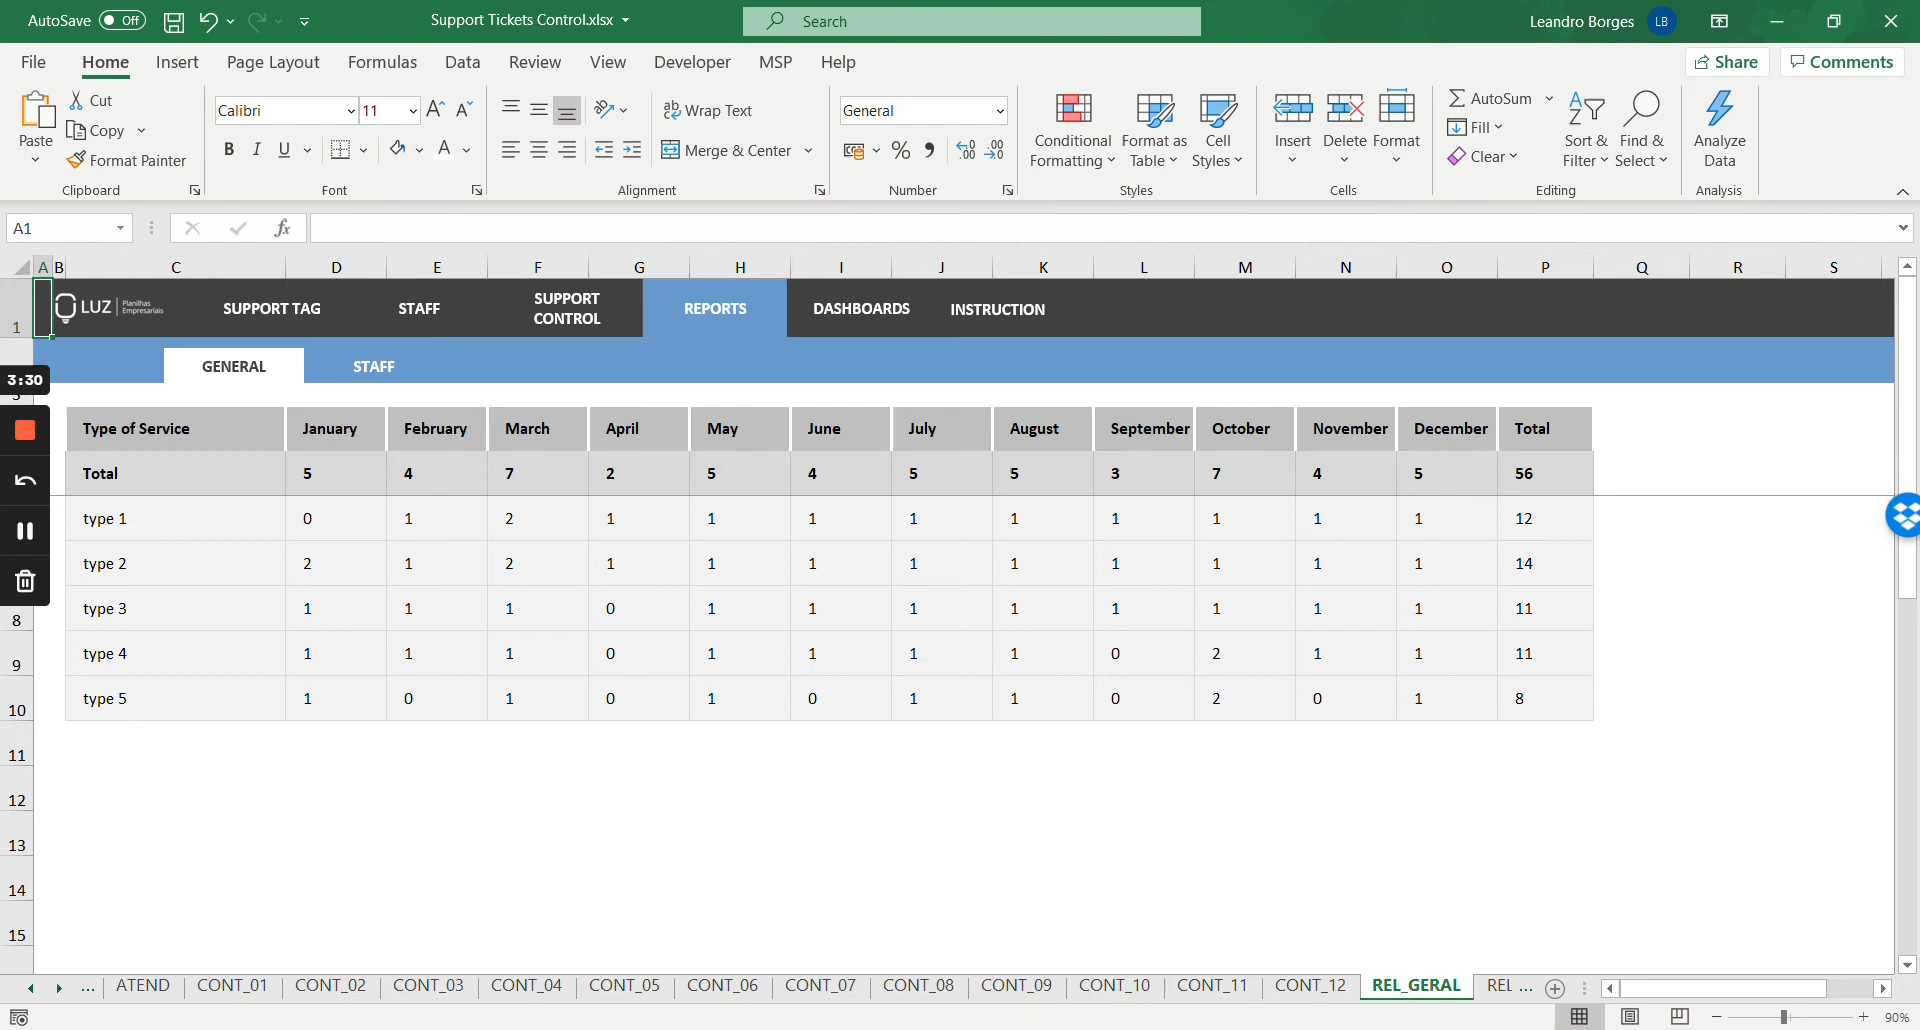 AutoSave Off Support Tickets Control.xlsx Search Leandro Borges LB
File Home Insert Page Layout Formulas Data Review View Developer MSP Help Share Comments
Paste Cut Copy Format Painter Clipboard
Calibri 11 B I U A Font
Wrap Text Merge & Center Alignment
General % Number
Conditional Formatting Format as Table Cell Styles Styles
Insert Delete Format Cells
AutoSum Fill Clear Sort & Filter Find & Select Editing
Analyze Data Analysis
A1 fx
A B C D E F G H I J K L M N O P Q R S
1 LUZ Planilhas Empresariais SUPPORT TAG STAFF SUPPORT CONTROL REPORTS DASHBOARDS INSTRUCTION
GENERAL STAFF
3:30
Type of Service January February March April May June July August September October November December Total
Total 5 4 7 2 5 4 5 5 3 7 4 5 56
type 1 0 1 2 1 1 1 1 1 1 1 1 1 12
type 2 2 1 2 1 1 1 1 1 1 1 1 1 14
8 type 3 1 1 1 0 1 1 1 1 1 1 1 1 11
9 type 4 1 1 1 0 1 1 1 1 0 2 1 1 11
10 type 5 1 0 1 0 1 0 1 1 0 2 0 1 8
11
12
13
14
15
... ATEND CONT_01 CONT_02 CONT_03 CONT_04 CONT_05 CONT_06 CONT_07 CONT_08 CONT_09 CONT_10 CONT_11 CONT_12 REL_GERAL REL ...
90%